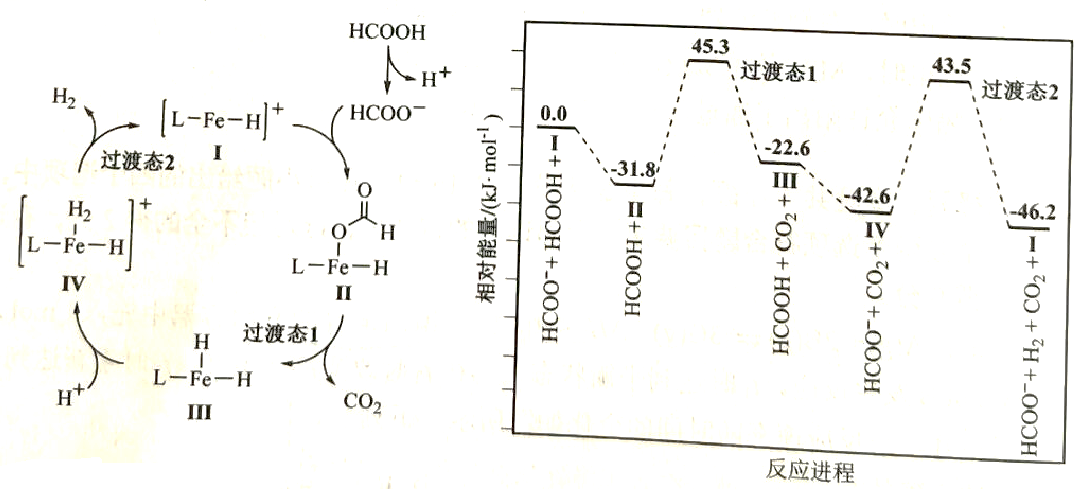 HCOOH
H⁺
HCOO⁻
H₂
[L-Fe-H]⁺
I
过渡态2
O
O
H
L-Fe-H
II
H₂
[L-Fe-H]⁺
IV
过渡态1
H
L-Fe-H
III
H⁺
CO₂
相对能量/(kJ·mol⁻¹)
0.0
HCOO⁻ + HCOOH + I
-31.8
HCOOH + II
45.3
过渡态1
-22.6
HCOOH + CO₂ + III
-42.6
HCOO⁻ + CO₂ + IV
43.5
过渡态2
-46.2
HCOO⁻ + H₂ + CO₂ + I
反应进程